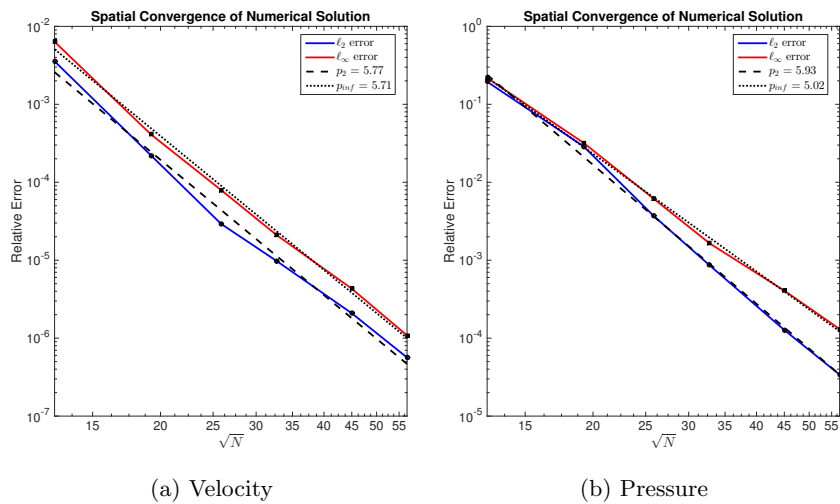 Spatial Convergence of Numerical Solution
10^-2
10^-3
10^-4
10^-5
10^-6
10^-7
Relative Error
15 20 25 30 35 40 45 50 55
√N
ℓ₂ error
ℓ∞ error
p₂ = 5.77
p_inf = 5.71
(a) Velocity
Spatial Convergence of Numerical Solution
10^0
10^-1
10^-2
10^-3
10^-4
10^-5
Relative Error
15 20 25 30 35 40 45 50 55
√N
ℓ₂ error
ℓ∞ error
p₂ = 5.93
p_inf = 5.02
(b) Pressure